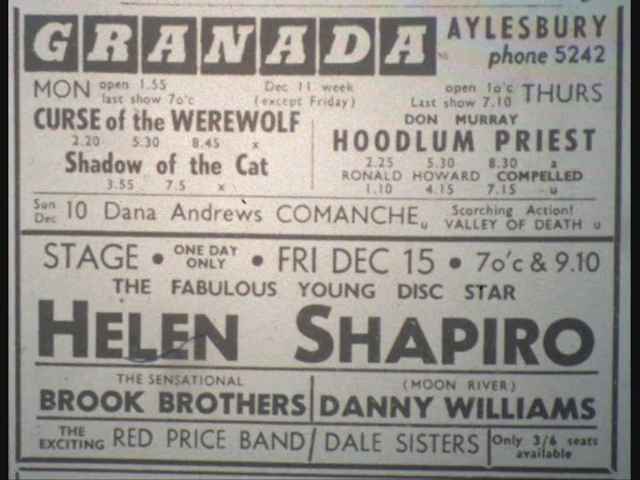 GRANADA AYLESBURY
phone 5242
MON open 1.55 Dec 11 week open 1o'c THURS
last show 7o'c (except Friday) Last show 7.10
CURSE of the WEREWOLF DON MURRAY
HOODLUM PRIEST
2.20 5.30 8.45 x
Shadow of the Cat 2.25 5.30 8.30 a
RONALD HOWARD COMPELLED
3.55 7.5 x 1.10 4.15 7.15 u
Sun Dec 10 Dana Andrews COMANCHE u Scorching Action!
VALLEY OF DEATH u
STAGE • ONE DAY ONLY • FRI DEC 15 • 7o'c & 9.10
THE FABULOUS YOUNG DISC STAR
HELEN SHAPIRO
THE SENSATIONAL (MOON RIVER)
BROOK BROTHERS DANNY WILLIAMS
THE EXCITING RED PRICE BAND / DALE SISTERS Only 3/6 seats
available